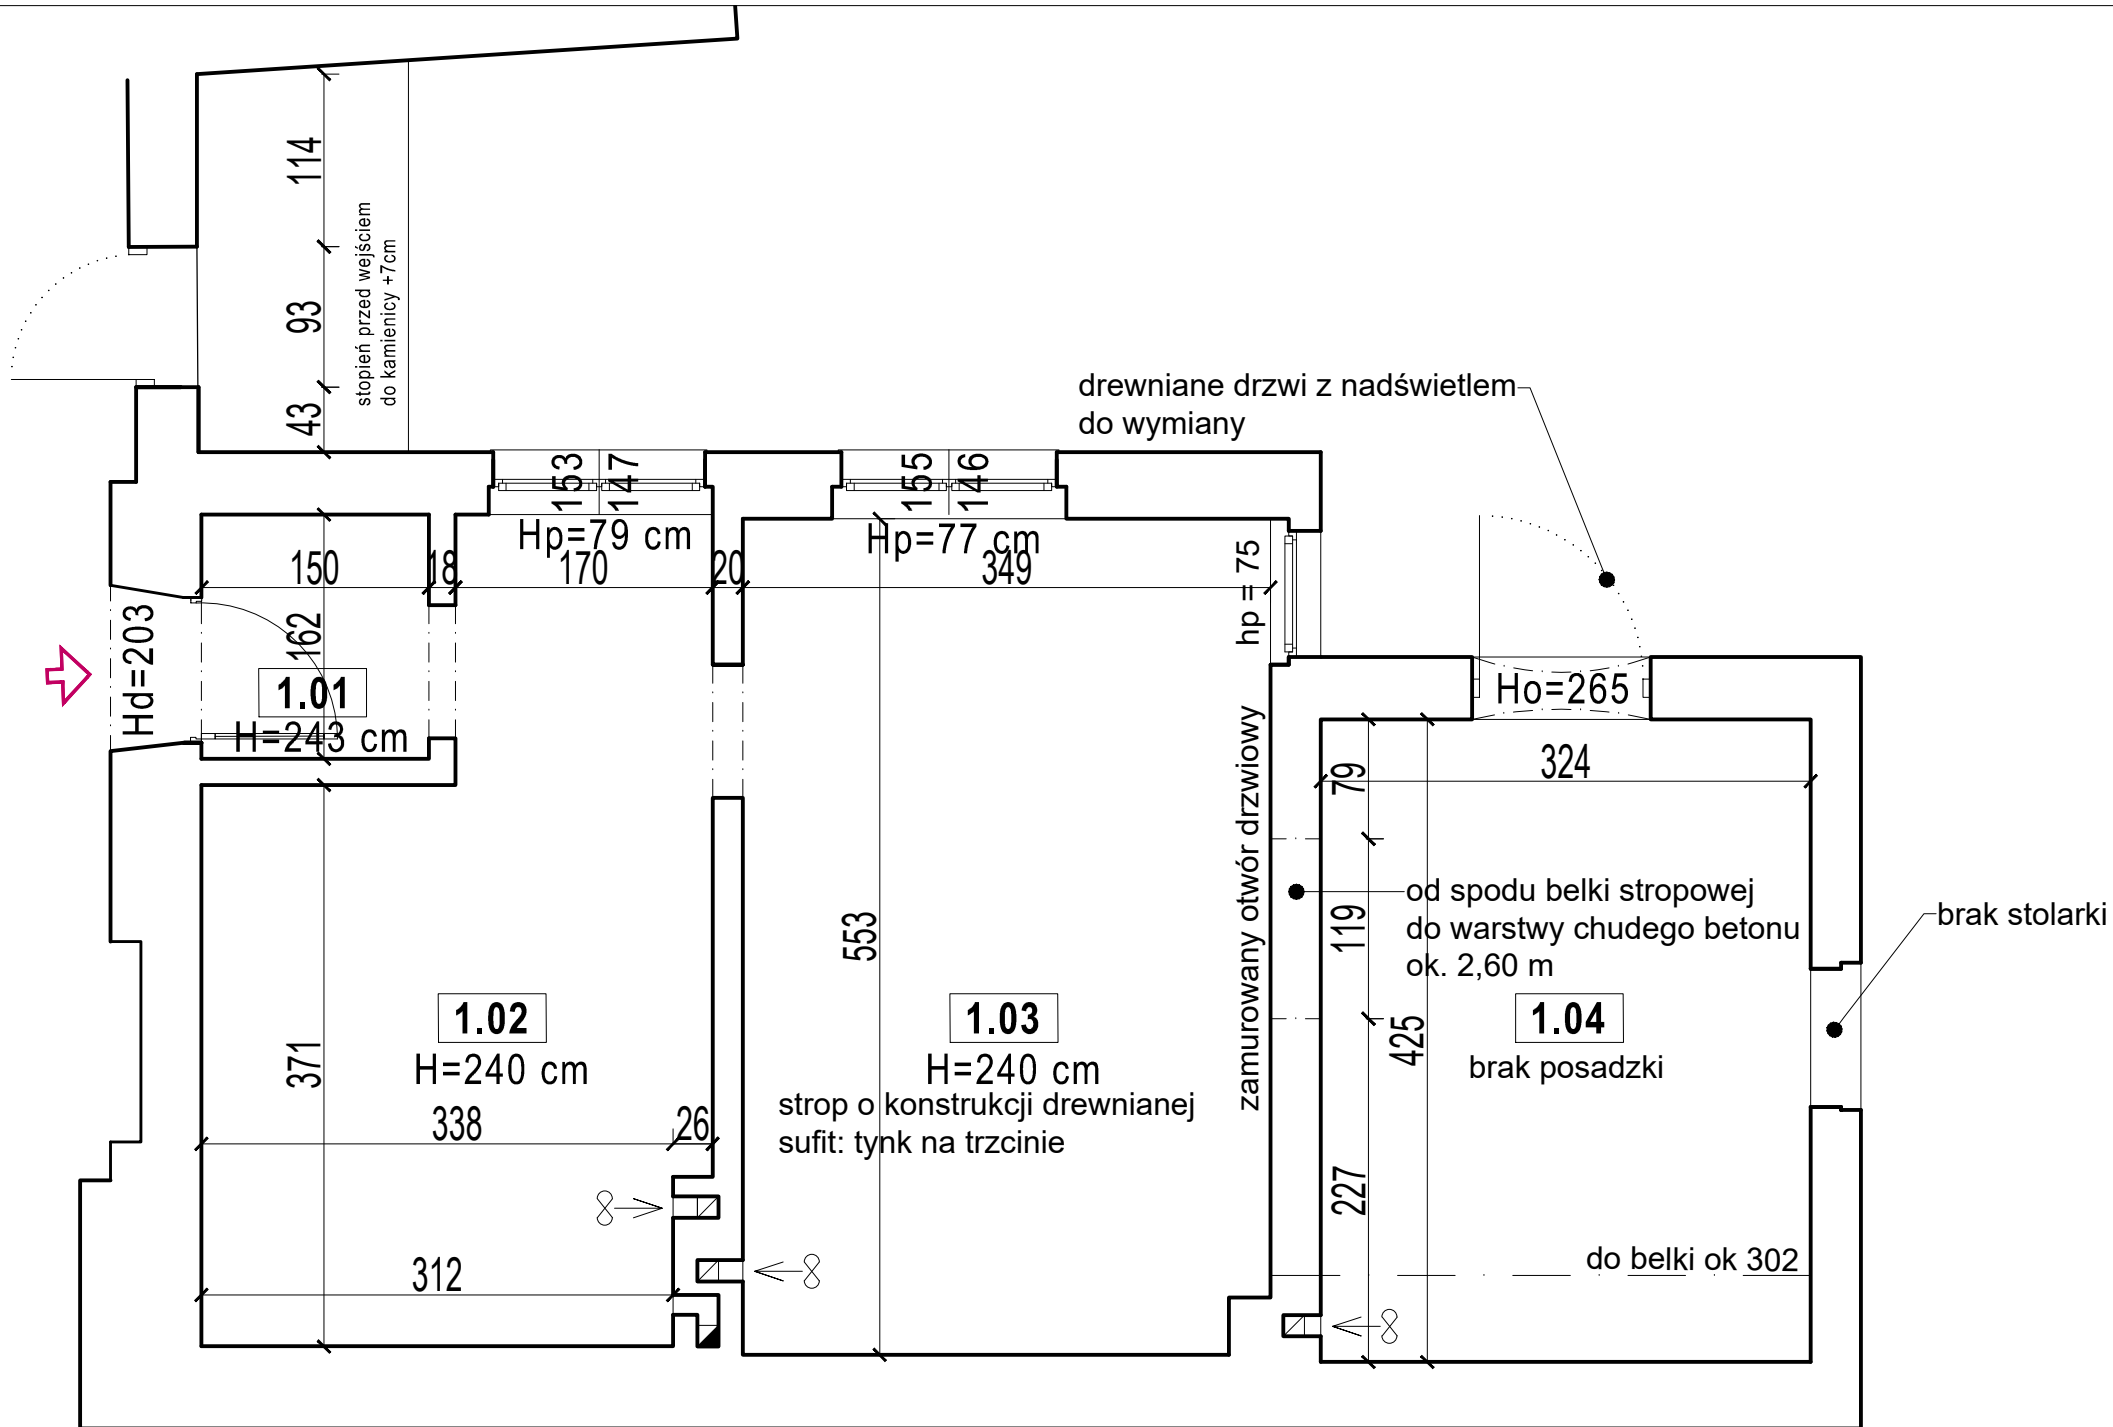 114
93
43
stopień przed wejściem
do kamienicy +7cm
drewniane drzwi z nadświetlem
do wymiany
153
147
155
146
Hp=79 cm
Hp=77 cm
150
18
170
20
349
hp = 75
162
Hd=203
1.01
H=243 cm
Ho=265
324
79
zamurowany otwór drzwiowy
od spodu belki stropowej
do warstwy chudego betonu
ok. 2,60 m
119
brak stolarki
553
1.02
H=240 cm
1.03
H=240 cm
strop o konstrukcji drewnianej
sufit: tynk na trzcinie
1.04
brak posadzki
425
371
338
26
227
312
do belki ok 302